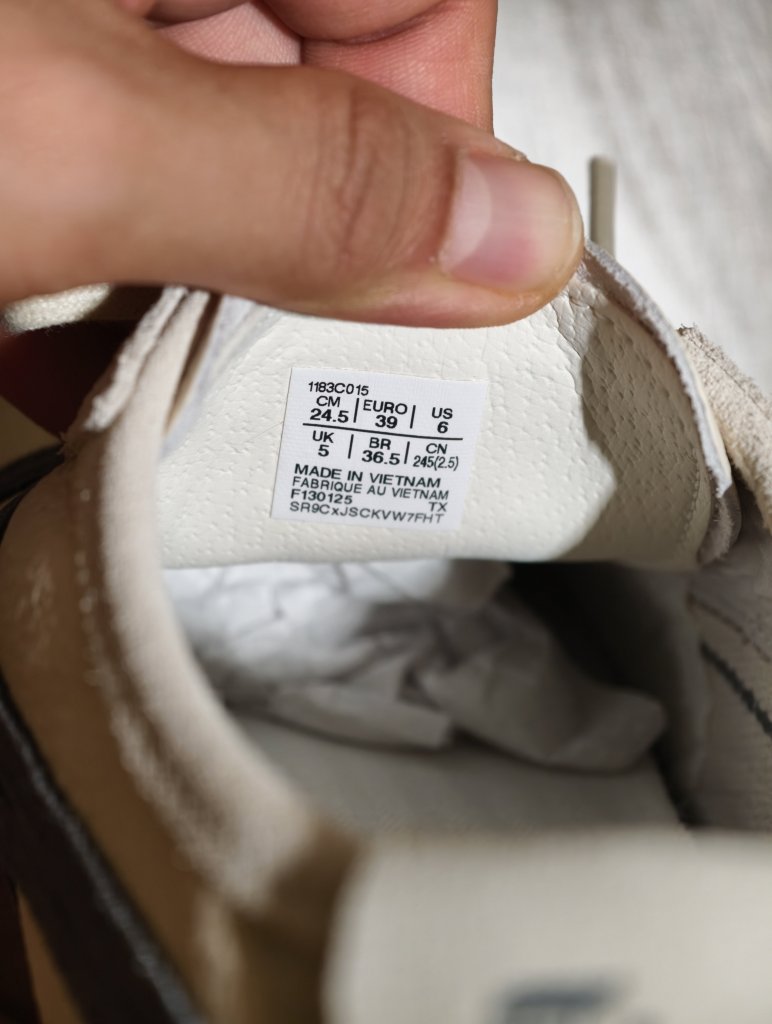 1183C015
CM EURO US
24.5 39 6
UK BR CN
5 36.5 245(2.5)
MADE IN VIETNAM
FABRIQUE AU VIETNAM
F130125 TX
SR9CxJSCKVW7FHT